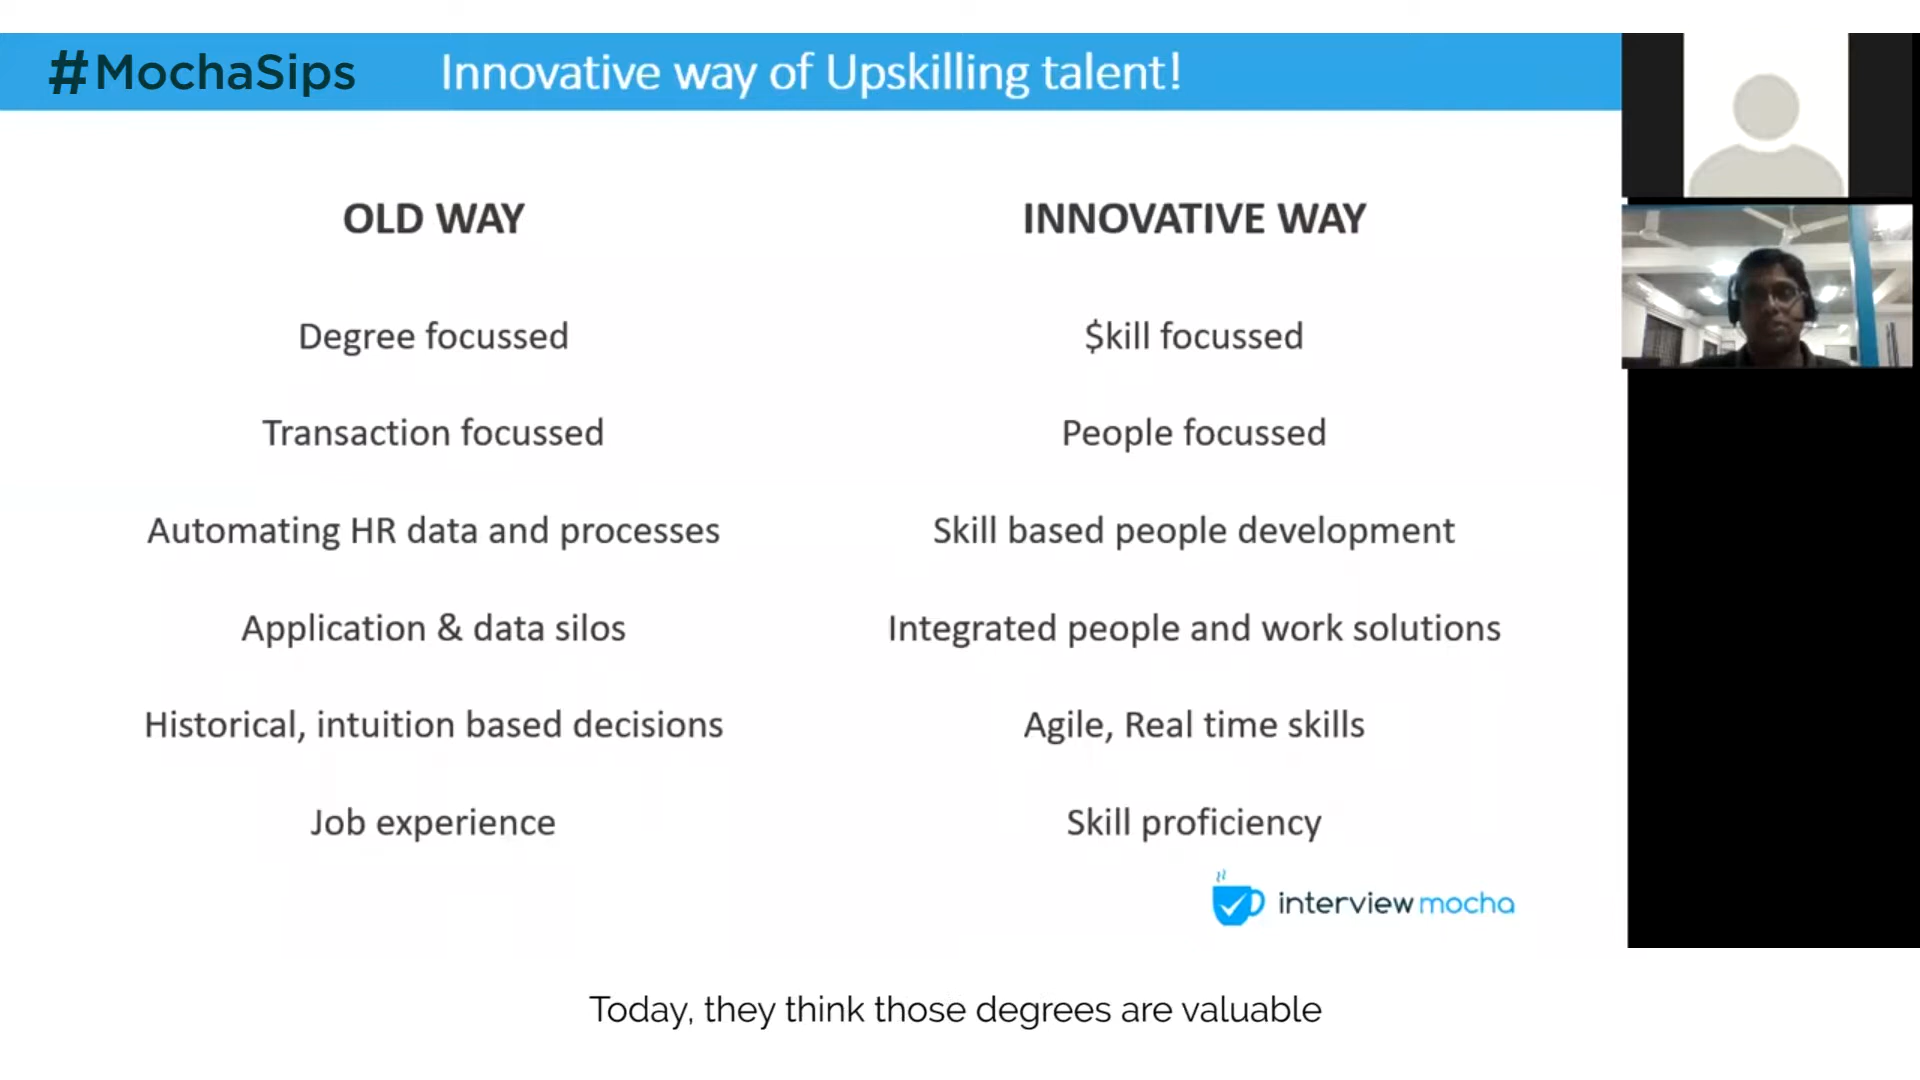 #MochaSips
Innovative way of Upskilling talent!
OLD WAY
INNOVATIVE WAY
Degree focussed
$kill focussed
Transaction focussed
People focussed
Automating HR data and processes
Skill based people development
Application & data silos
Integrated people and work solutions
Historical, intuition based decisions
Agile, Real time skills
Job experience
Skill proficiency
interview mocha
Today, they think those degrees are valuable